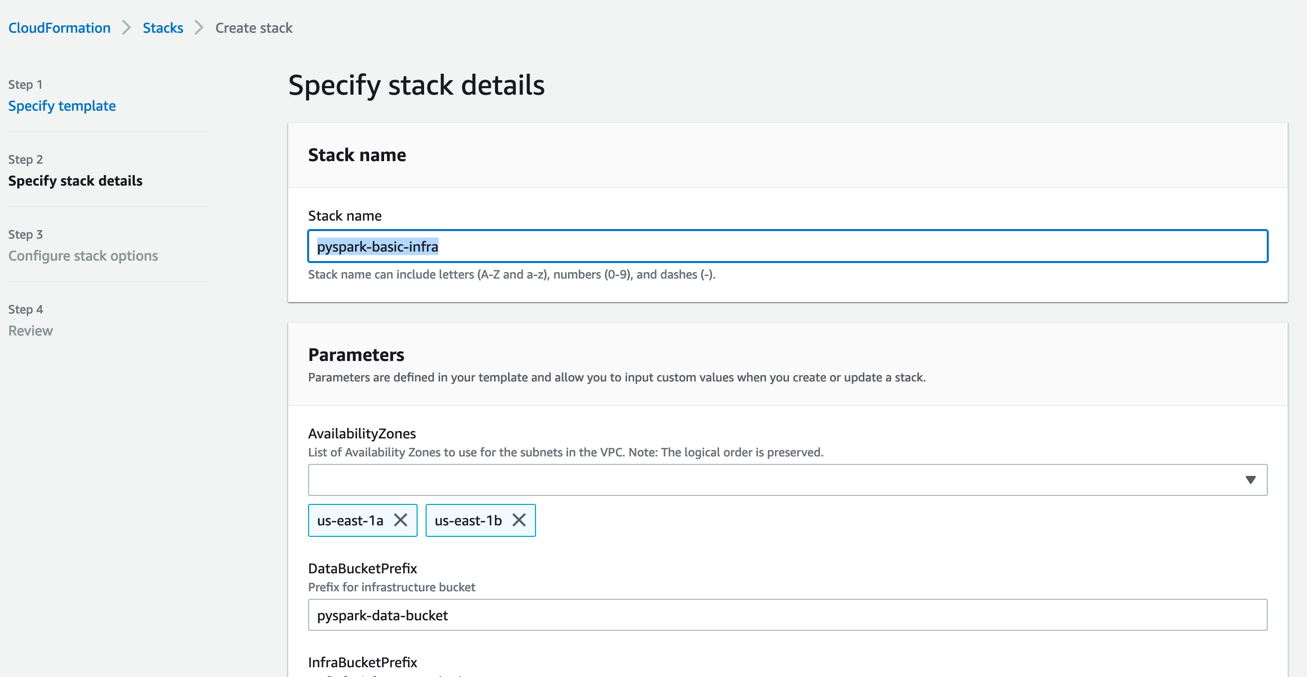 CloudFormation > Stacks > Create stack
Step 1
Specify template
Step 2
Specify stack details
Step 3
Configure stack options
Step 4
Review
Specify stack details
Stack name
Stack name
pyspark-basic-infra
Stack name can include letters (A-Z and a-z), numbers (0-9), and dashes (-).
Parameters
Parameters are defined in your template and allow you to input custom values when you create or update a stack.
AvailabilityZones
List of Availability Zones to use for the subnets in the VPC. Note: The logical order is preserved.
us-east-1a us-east-1b
DataBucketPrefix
Prefix for infrastructure bucket
pyspark-data-bucket
InfraBucketPrefix